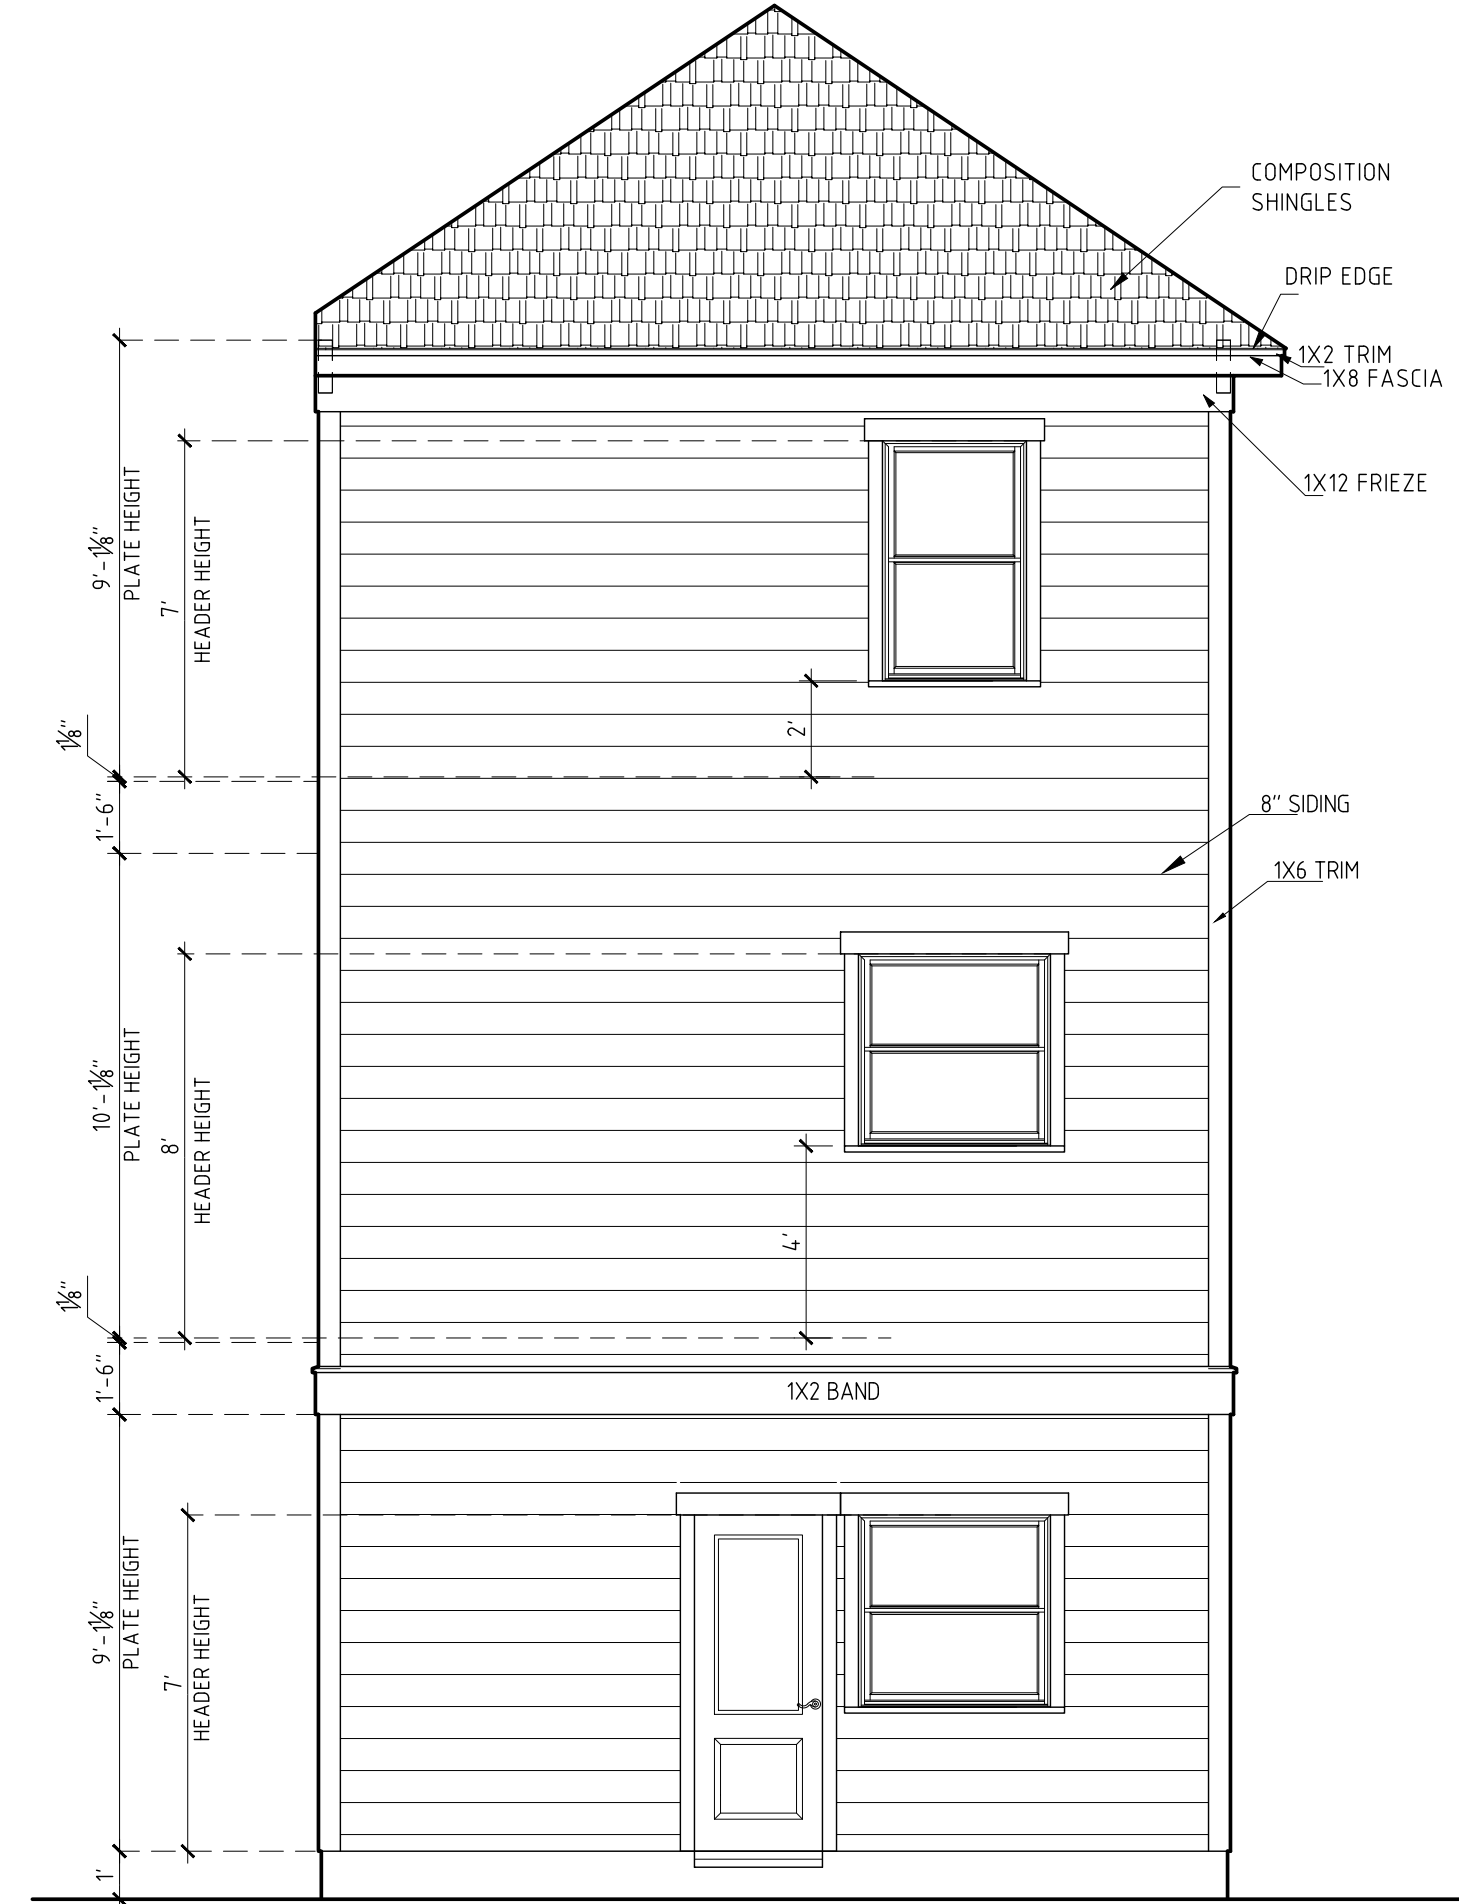 COMPOSITION
SHINGLES
DRIP EDGE
1X2 TRIM
1X8 FASCIA
1X12 FRIEZE
9'-1⅛"
PLATE HEIGHT
7'
HEADER HEIGHT
2'
1⅛"
1'-6"
8" SIDING
1X6 TRIM
10'-1⅛"
PLATE HEIGHT
8'
HEADER HEIGHT
4'
1⅛"
1'-6"
1X2 BAND
9'-1⅛"
PLATE HEIGHT
7'
HEADER HEIGHT
1'